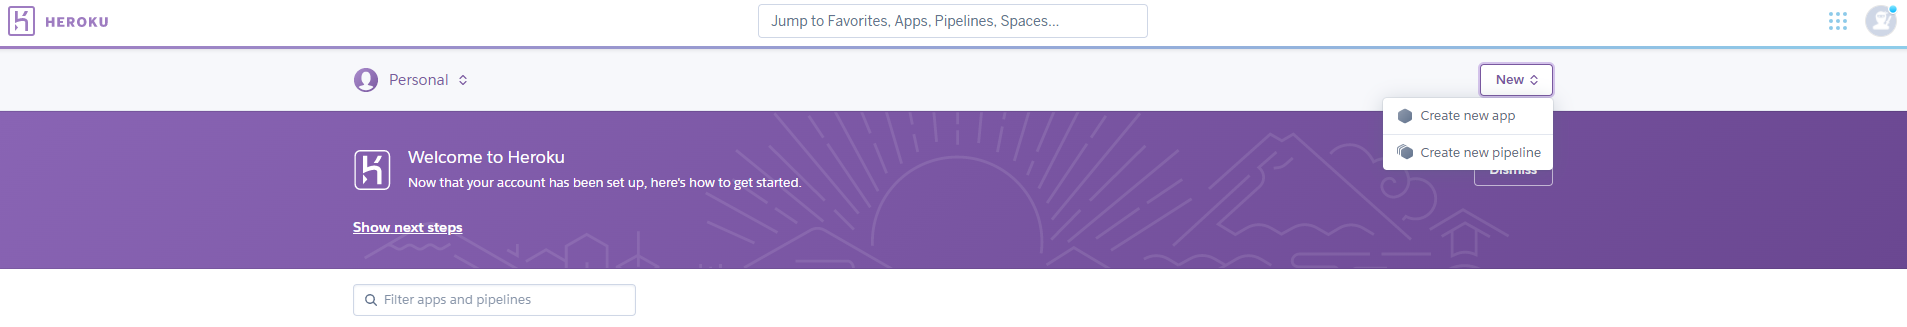 HEROKU
Jump to Favorites, Apps, Pipelines, Spaces...
Personal
New
Create new app
Create new pipeline
Welcome to Heroku
Now that your account has been set up, here's how to get started.
Dismiss
Show next steps
Filter apps and pipelines